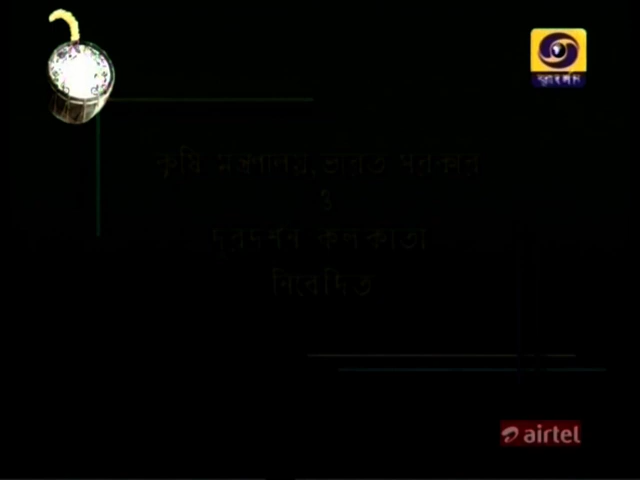 কৃষি মন্ত্রণালয়, ভারত সরকার
ও
দূরদর্শন কলকাতা
নিবেদিত
airtel